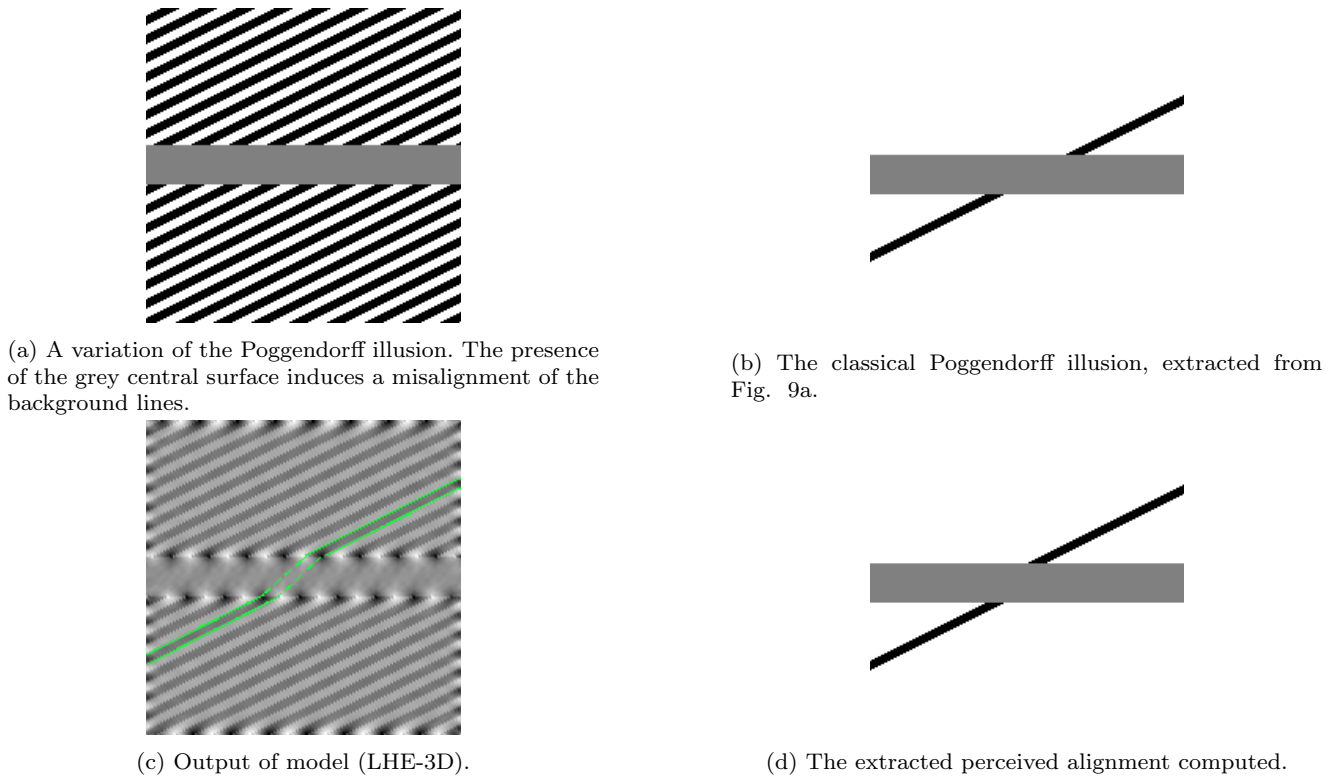 (a) A variation of the Poggendorff illusion. The presence
of the grey central surface induces a misalignment of the
background lines.
(b) The classical Poggendorff illusion, extracted from
Fig. 9a.
(c) Output of model (LHE-3D).
(d) The extracted perceived alignment computed.